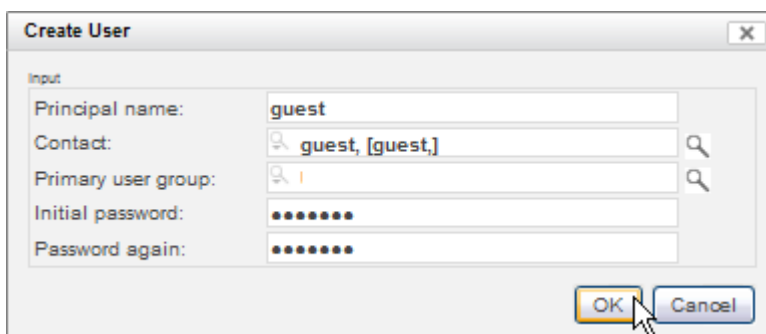 Create User
Input
Principal name: guest
Contact: guest, [guest,]
Primary user group:
Initial password: •••••••
Password again: •••••••
OK Cancel